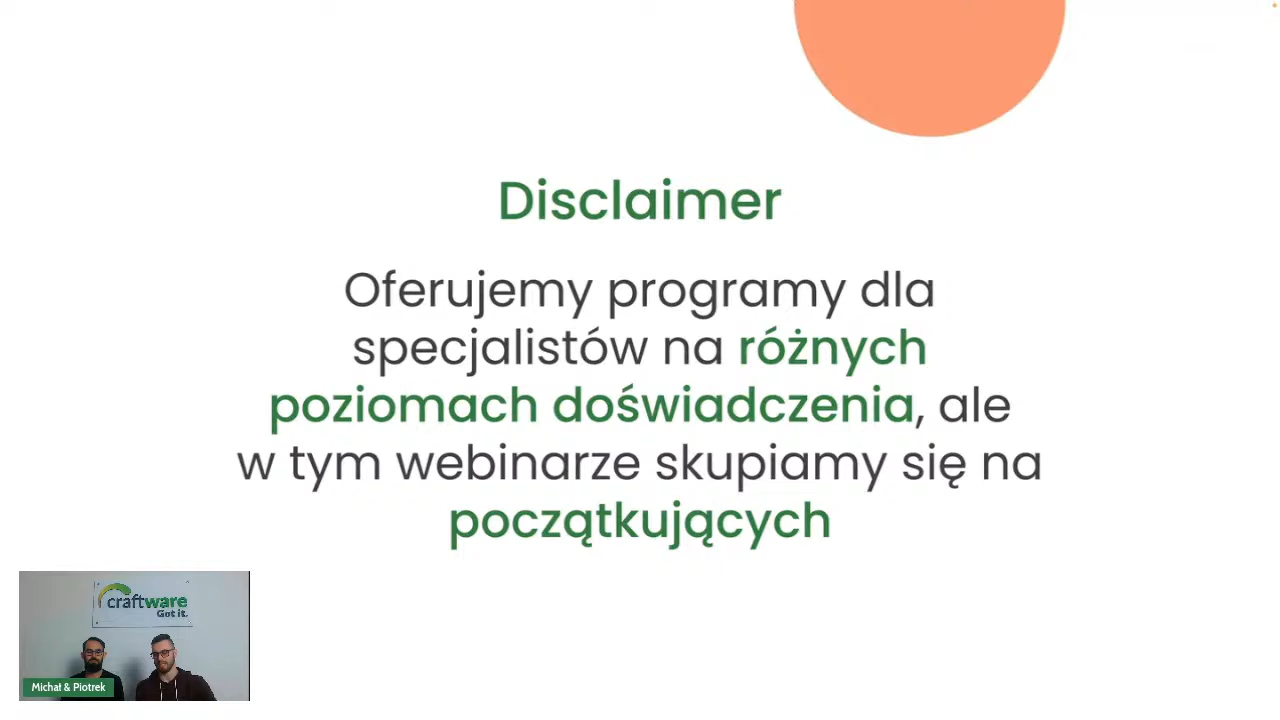 Disclaimer
Oferujemy programy dla
specjalistów na różnych
poziomach doświadczenia, ale
w tym webinarze skupiamy się na
początkujących
craftware
Got it.
Michał & Piotrek